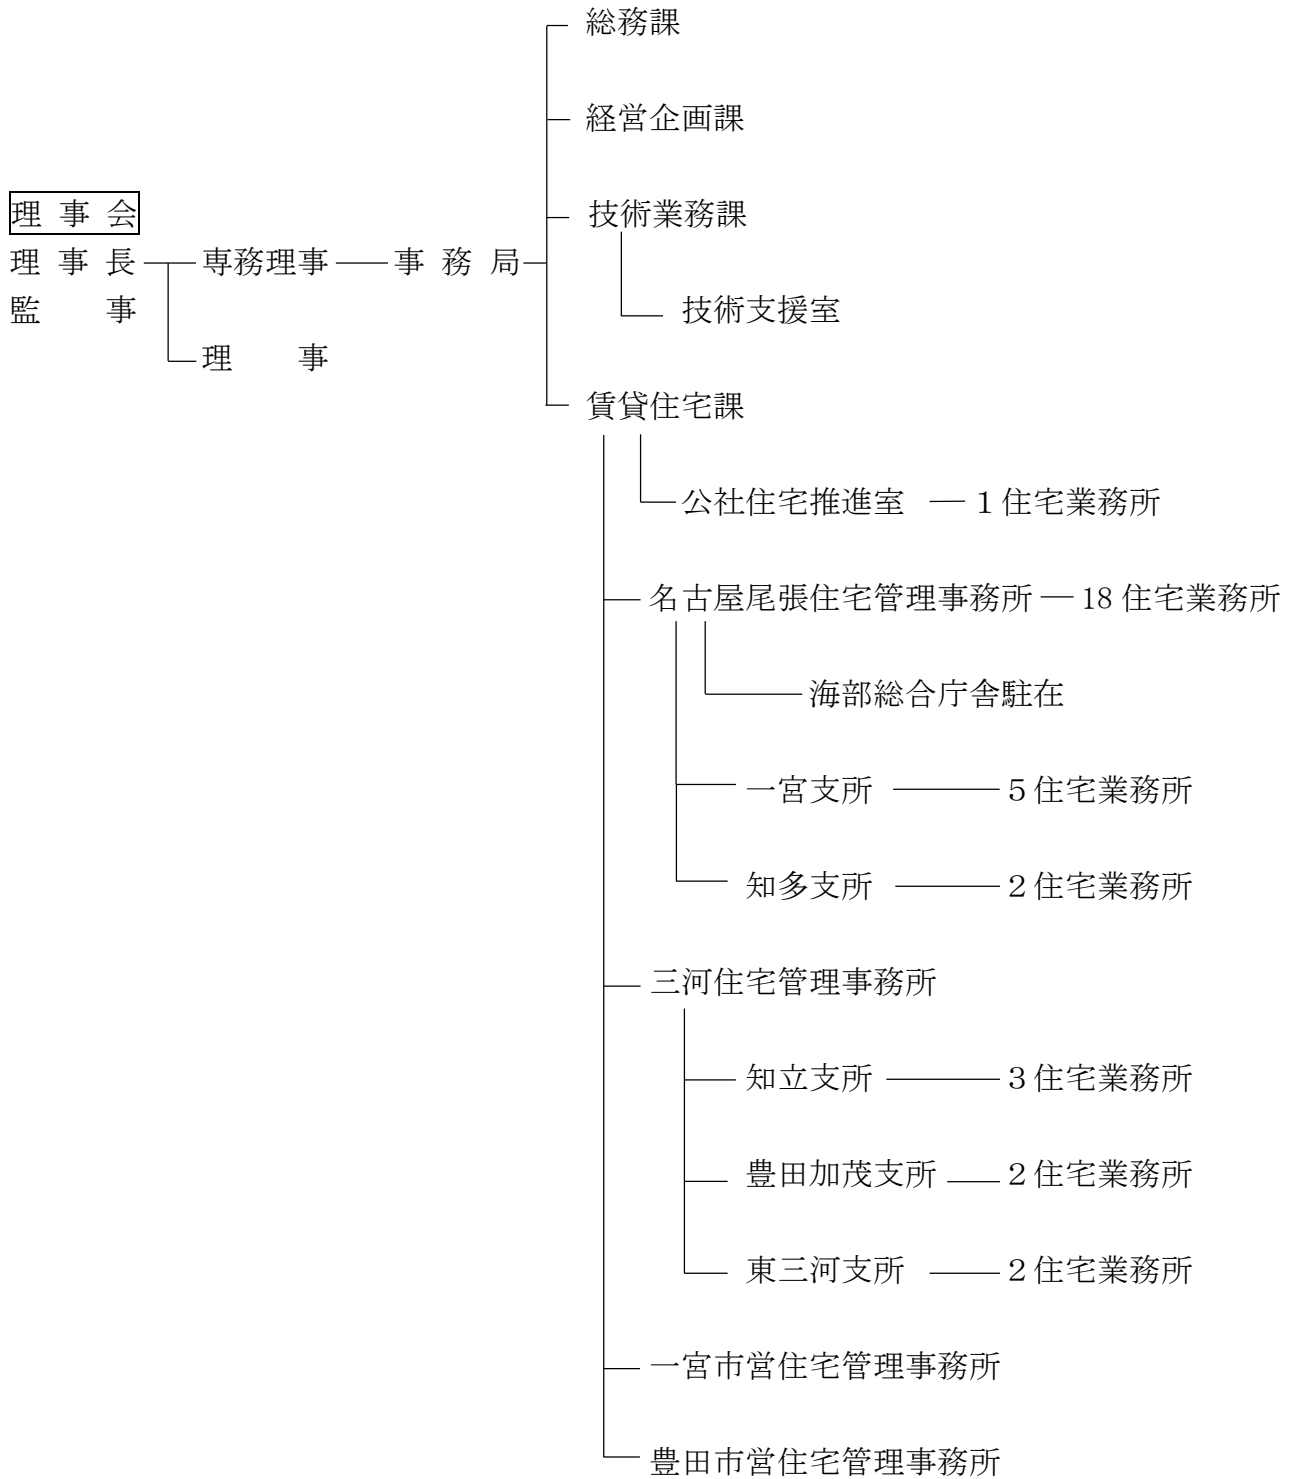 総務課
経営企画課
理事会
技術業務課
理事長 専務理事 事務局
監事
技術支援室
理事
賃貸住宅課
公社住宅推進室 １住宅業務所
名古屋尾張住宅管理事務所 18 住宅業務所
海部総合庁舎駐在
一宮支所 ５住宅業務所
知多支所 ２住宅業務所
三河住宅管理事務所
知立支所 ３住宅業務所
豊田加茂支所 ２住宅業務所
東三河支所 ２住宅業務所
一宮市営住宅管理事務所
豊田市営住宅管理事務所